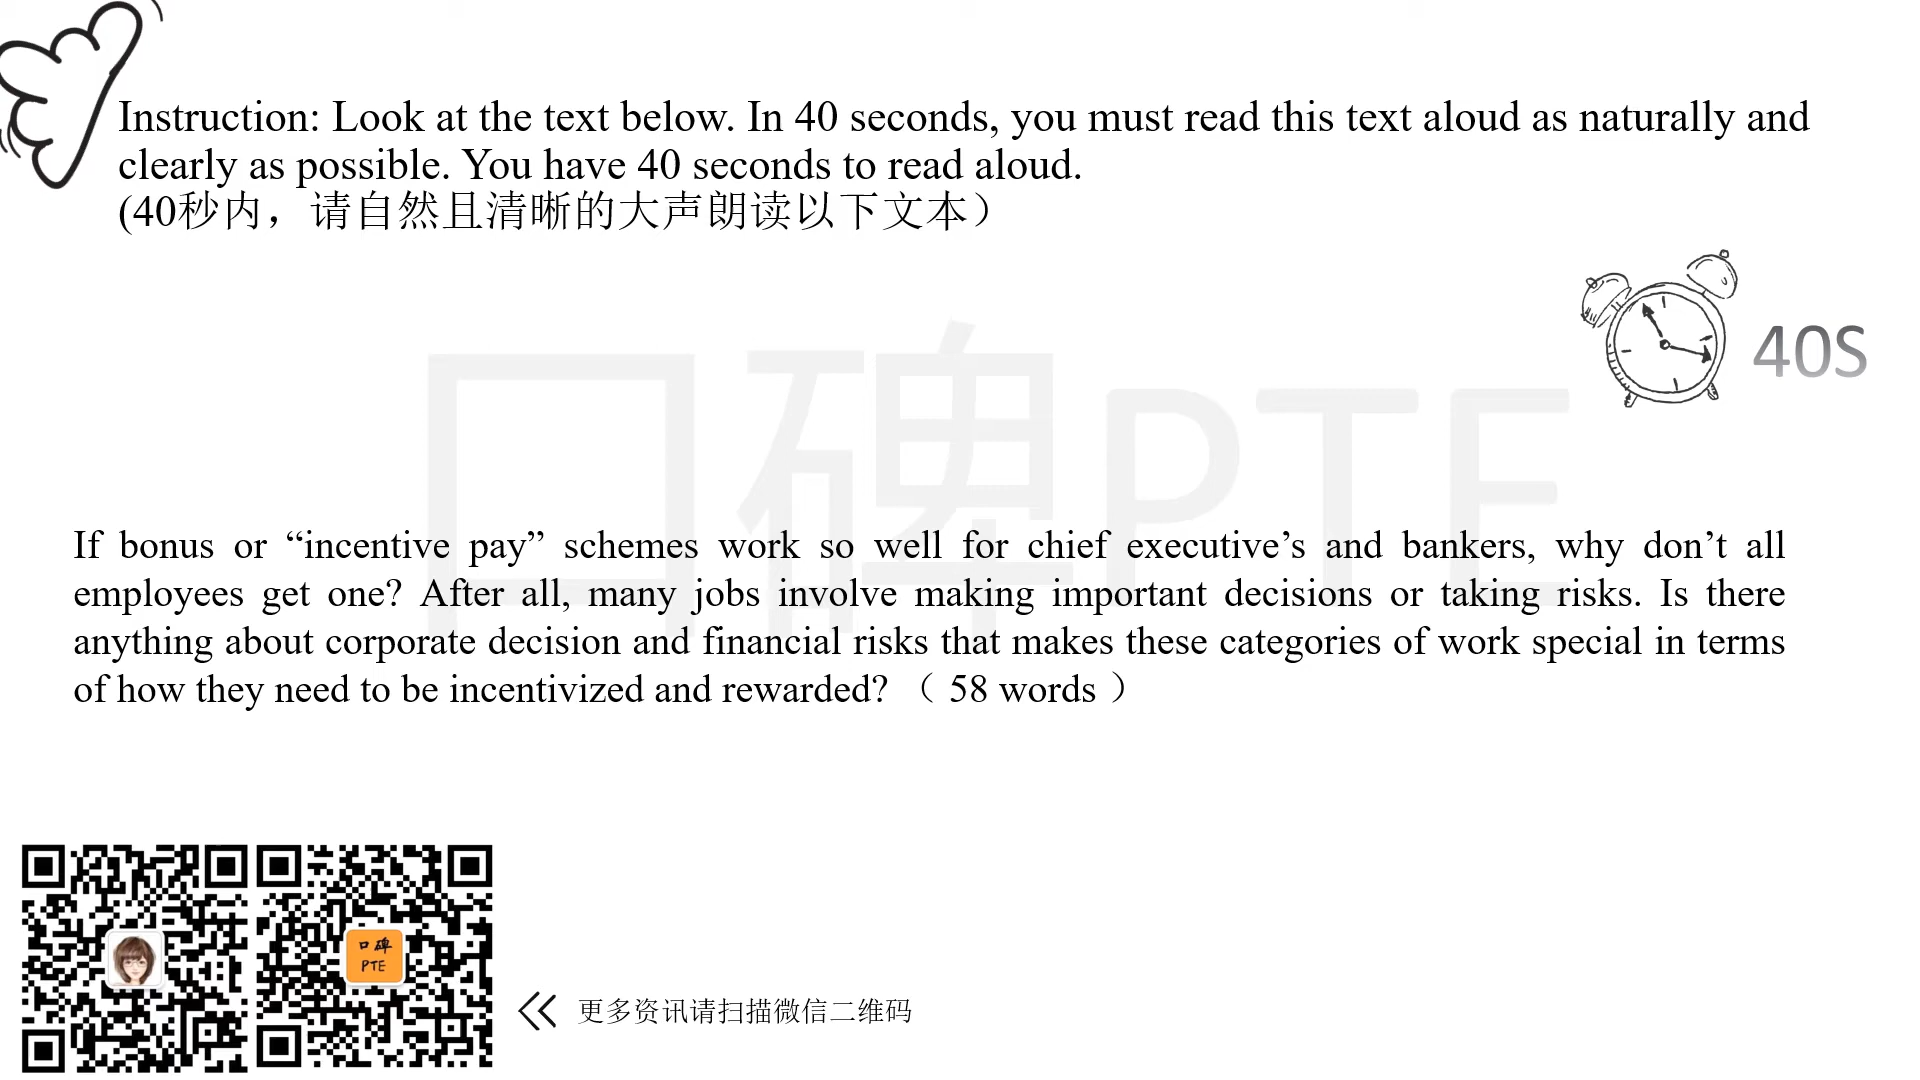 Instruction: Look at the text below. In 40 seconds, you must read this text aloud as naturally and
clearly as possible. You have 40 seconds to read aloud.
(40秒内，请自然且清晰的大声朗读以下文本）
40S
口碑PTE
If bonus or “incentive pay” schemes work so well for chief executive’s and bankers, why don’t all
employees get one? After all, many jobs involve making important decisions or taking risks. Is there
anything about corporate decision and financial risks that makes these categories of work special in terms
of how they need to be incentivized and rewarded? （ 58 words ）
口碑
PTE
更多资讯请扫描微信二维码